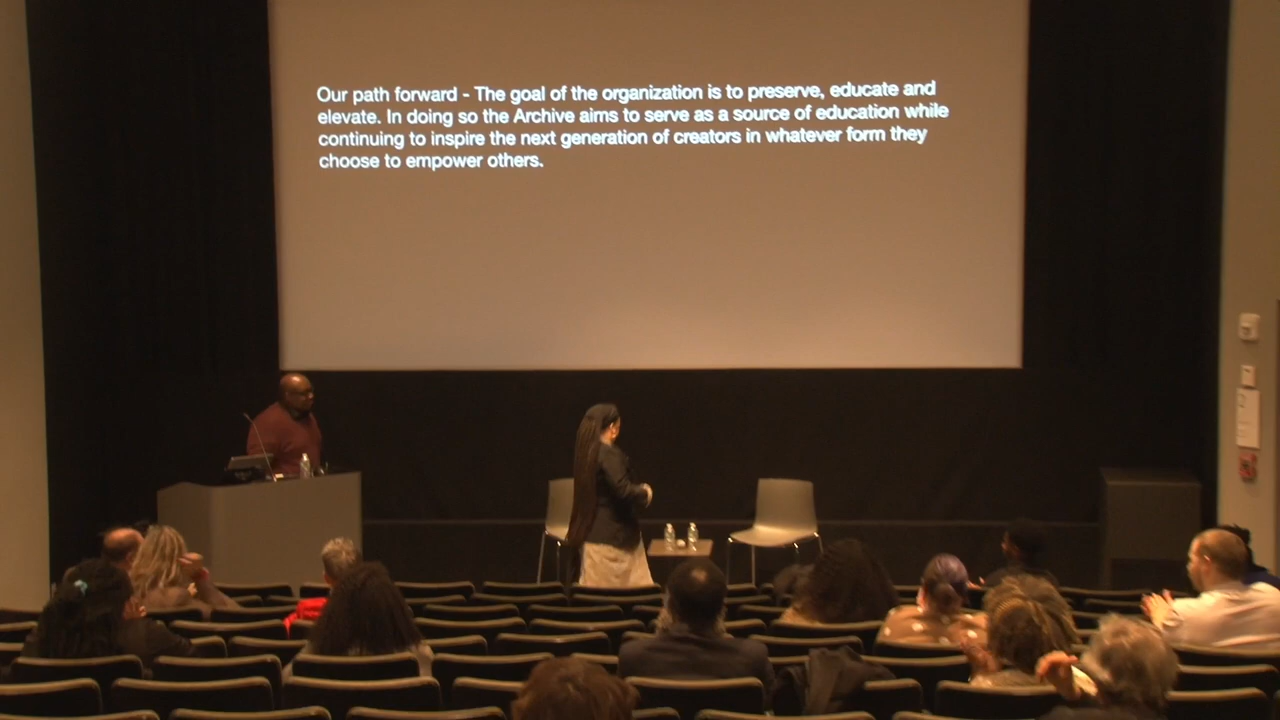 Our path forward - The goal of the organization is to preserve, educate and
elevate. In doing so the Archive aims to serve as a source of education while
continuing to inspire the next generation of creators in whatever form they
choose to empower others.